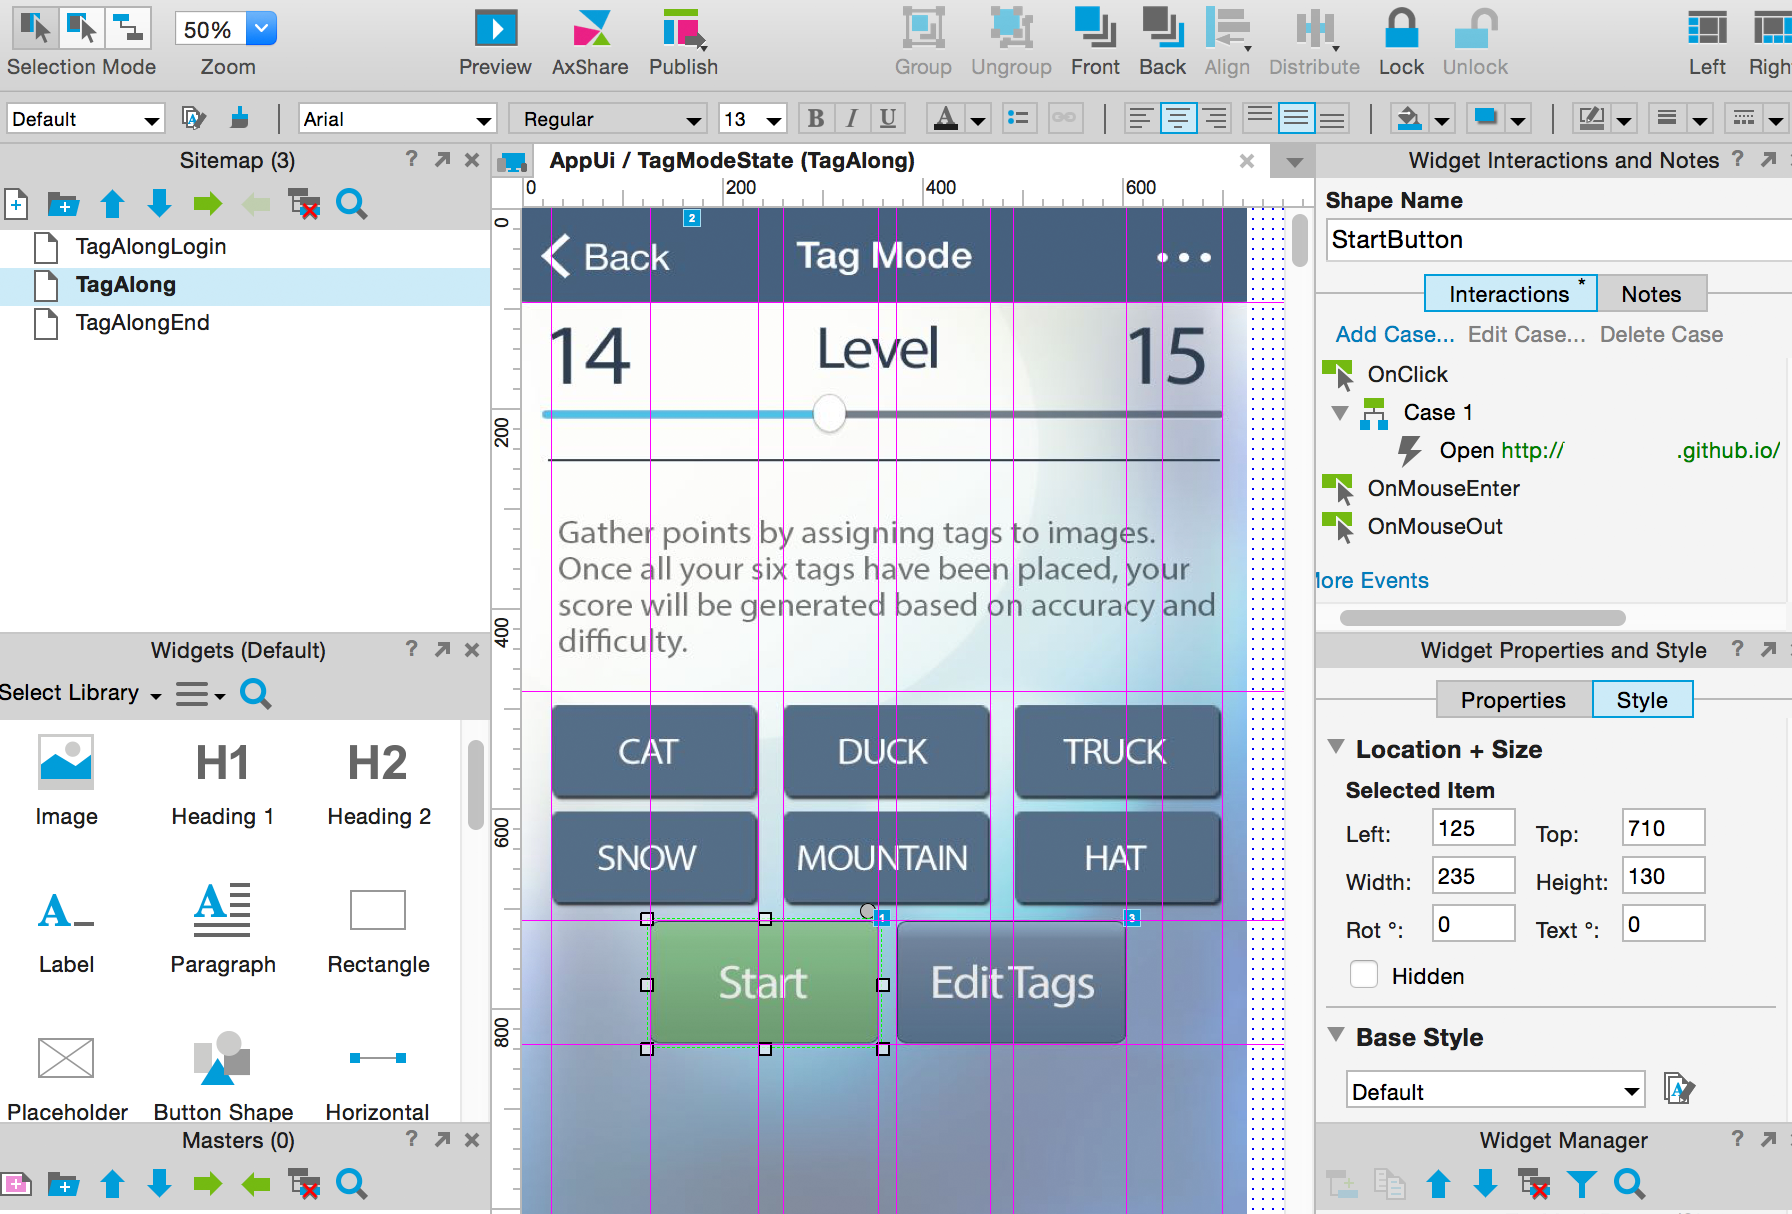 50%
Selection Mode
Zoom
Preview
AxShare
Publish
Group
Ungroup
Front
Back
Align
Distribute
Lock
Unlock
Left
Righ
Default
Arial
Regular
13
B I U
A
Sitemap (3)
TagAlongLogin
TagAlong
TagAlongEnd
Widgets (Default)
Select Library
Image
H1
Heading 1
H2
Heading 2
A
Label
A
Paragraph
Rectangle
Placeholder
Button Shape
Horizontal
Masters (0)
AppUi / TagModeState (TagAlong)
0 200 400 600
0
200
400
600
800
2
Back
Tag Mode
14
Level
15
Gather points by assigning tags to images.
Once all your six tags have been placed, your
score will be generated based on accuracy and
difficulty.
CAT
DUCK
TRUCK
SNOW
MOUNTAIN
HAT
1
3
Start
Edit Tags
Widget Interactions and Notes
Shape Name
StartButton
Interactions *
Notes
Add Case...
Edit Case...
Delete Case
OnClick
Case 1
Open http:// .github.io/
OnMouseEnter
OnMouseOut
ore Events
Widget Properties and Style
Properties
Style
Location + Size
Selected Item
Left: 125 Top: 710
Width: 235 Height: 130
Rot °: 0 Text °: 0
Hidden
Base Style
Default
Widget Manager